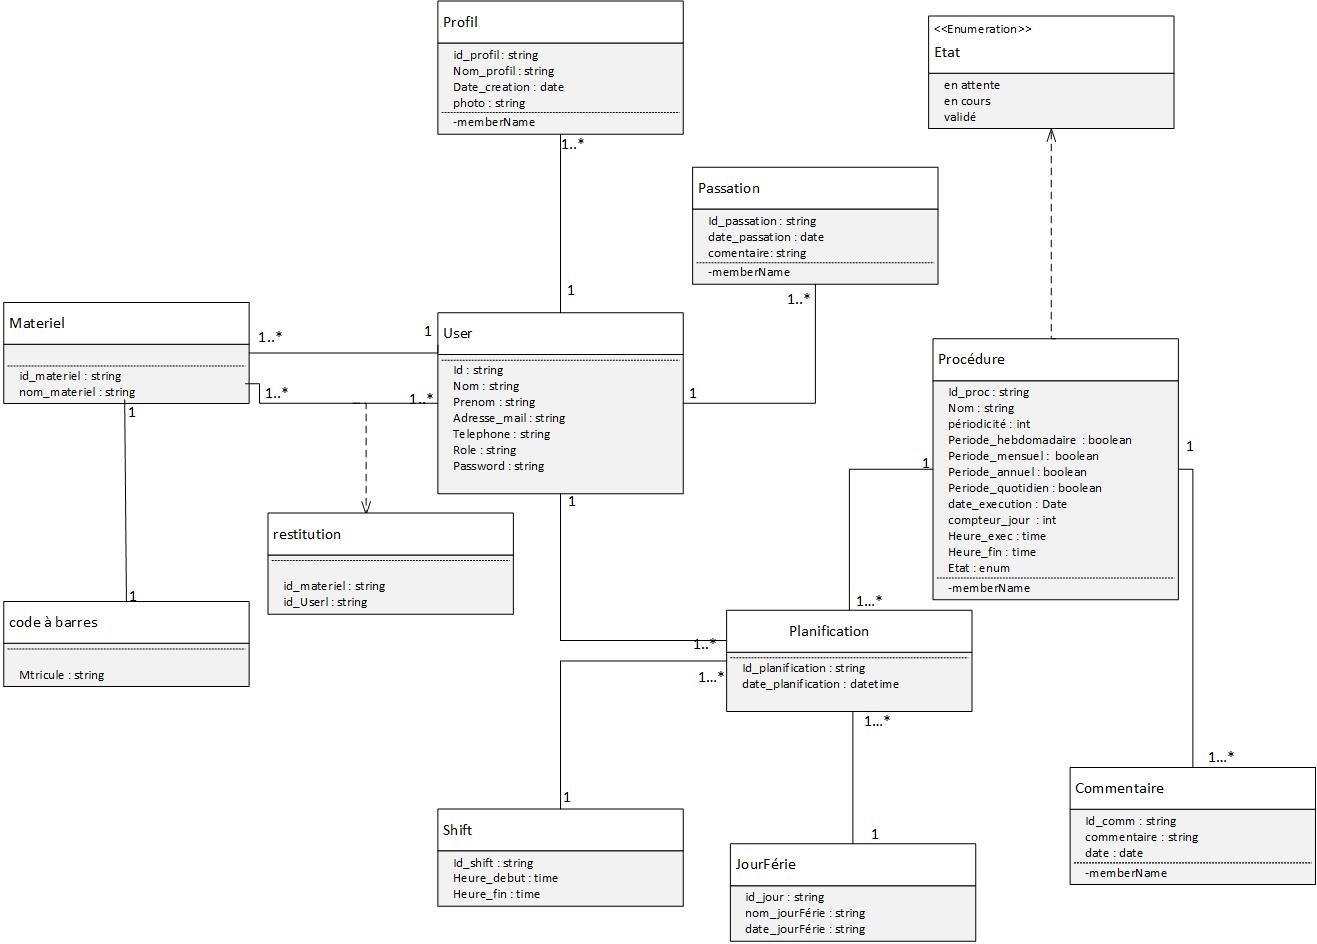 Profil
id_profil : string
Nom_profil : string
Date_creation : date
photo : string
-memberName
1..*
1
<<Enumeration>>
Etat
en attente
en cours
validé
Passation
Id_passation : string
date_passation : date
comentaire: string
-memberName
1..*
1
Materiel
id_materiel : string
nom_materiel : string
1..*
1
1..*
1..*
1
1
User
Id : string
Nom : string
Prenom : string
Adresse_mail : string
Telephone : string
Role : string
Password : string
1
1..*
Procédure
Id_proc : string
Nom : string
périodicité : int
Periode_hebdomadaire : boolean
Periode_mensuel : boolean
Periode_annuel : boolean
Periode_quotidien : boolean
date_execution : Date
compteur_jour : int
Heure_exec : time
Heure_fin : time
Etat : enum
-memberName
1
1...*
1
1...*
restitution
id_materiel : string
id_Userl : string
code à barres
Mtricule : string
Planification
Id_planification : string
date_planification : datetime
1...*
1
1...*
1
Shift
Id_shift : string
Heure_debut : time
Heure_fin : time
JourFérie
id_jour : string
nom_jourFérie : string
date_jourFérie : string
Commentaire
Id_comm : string
commentaire : string
date : date
-memberName